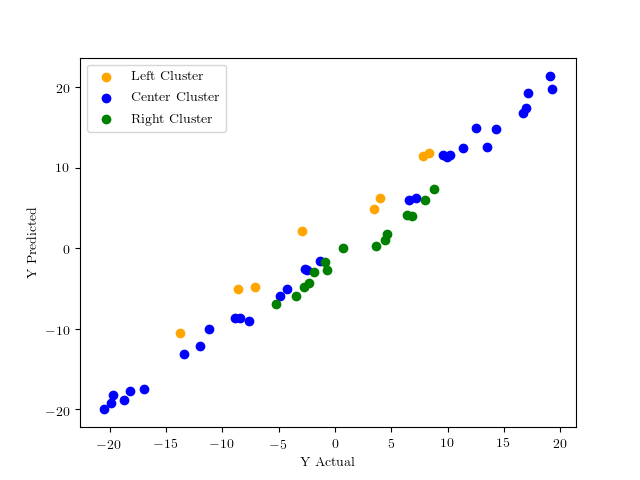 Left Cluster
Center Cluster
Right Cluster
20
10
0
−10
−20
Y Predicted
−20 −15 −10 −5 0 5 10 15 20
Y Actual